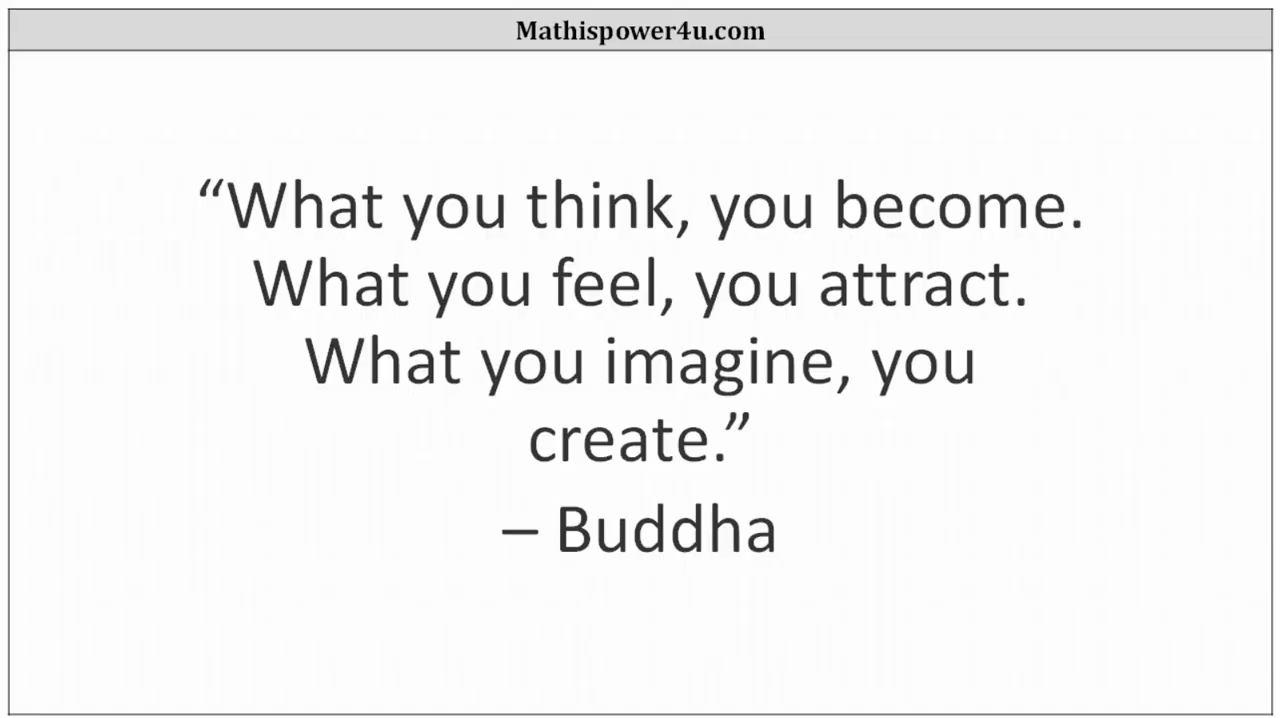 Mathispower4u.com
“What you think, you become.
What you feel, you attract.
What you imagine, you
create.”
– Buddha